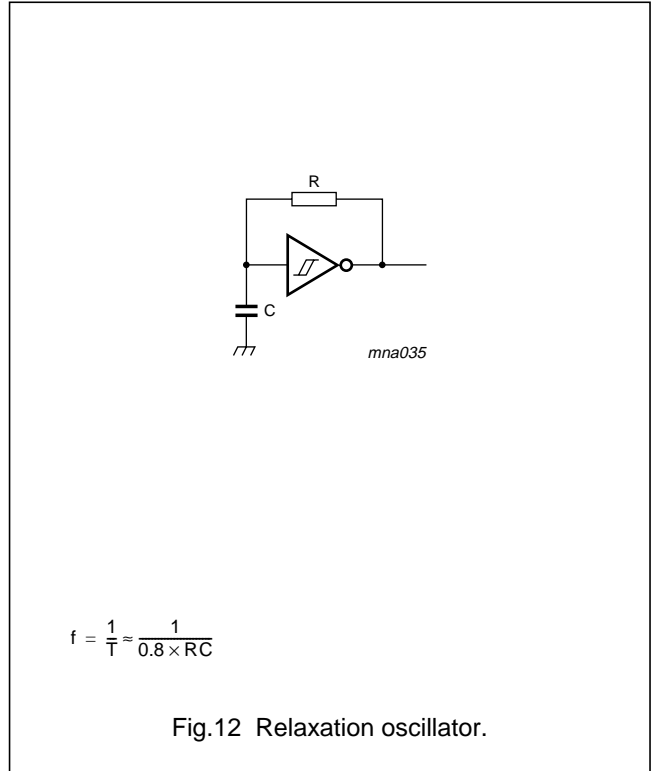 R
C
mna035
f = 1/T ≈ 1/(0.8 × RC)
Fig.12 Relaxation oscillator.